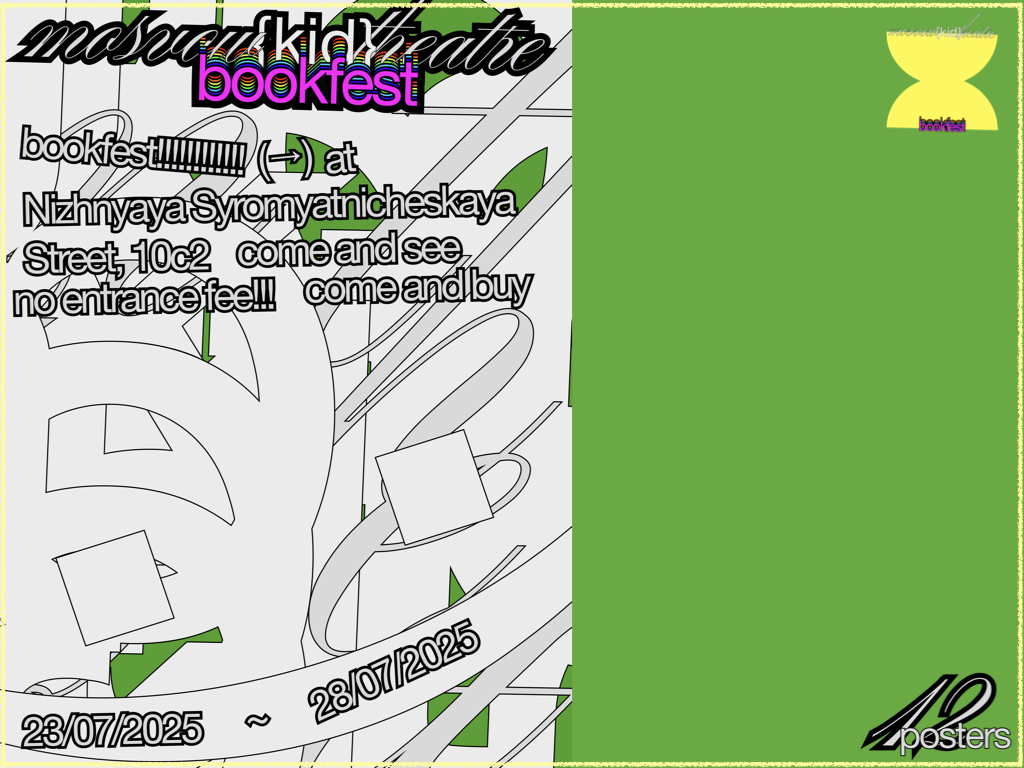 mosvowel {kid} theatre
bookfest
bookfest!!!!!!!!!!!!!!!! (→) at
Nizhnyaya Syromyatnicheskaya
Street, 10c2 come and see
no entrance fee!!! come and buy
23/07/2025 ~ 28/07/2025
bookfest
12
posters